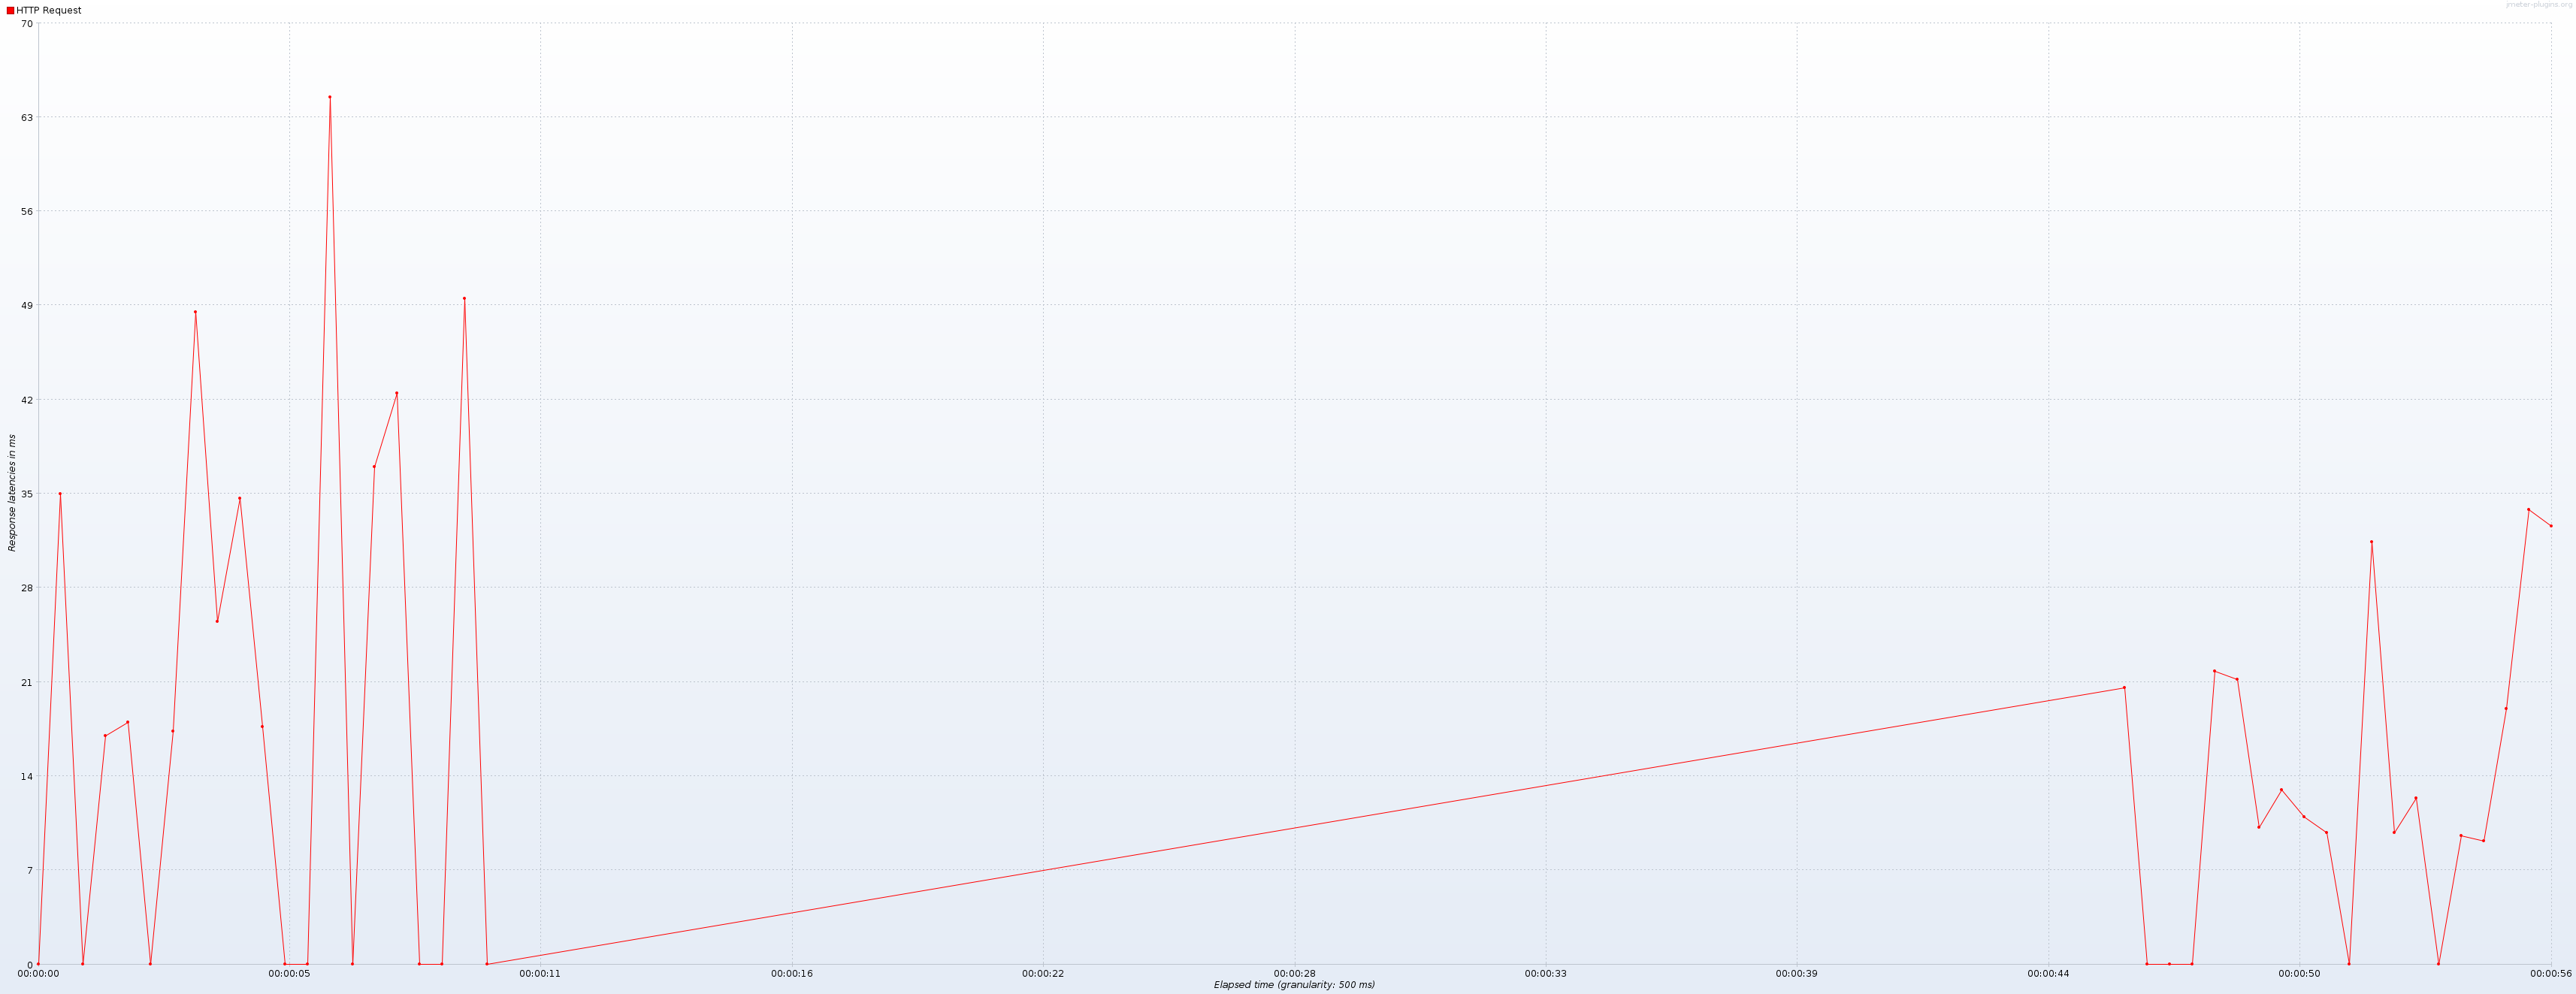 HTTP Request
jmeter-plugins.org
70
63
56
49
42
35
28
21
14
7
0
Response latencies in ms
00:00:00 00:00:05 00:00:11 00:00:16 00:00:22 00:00:28 00:00:33 00:00:39 00:00:44 00:00:50 00:00:56
Elapsed time (granularity: 500 ms)